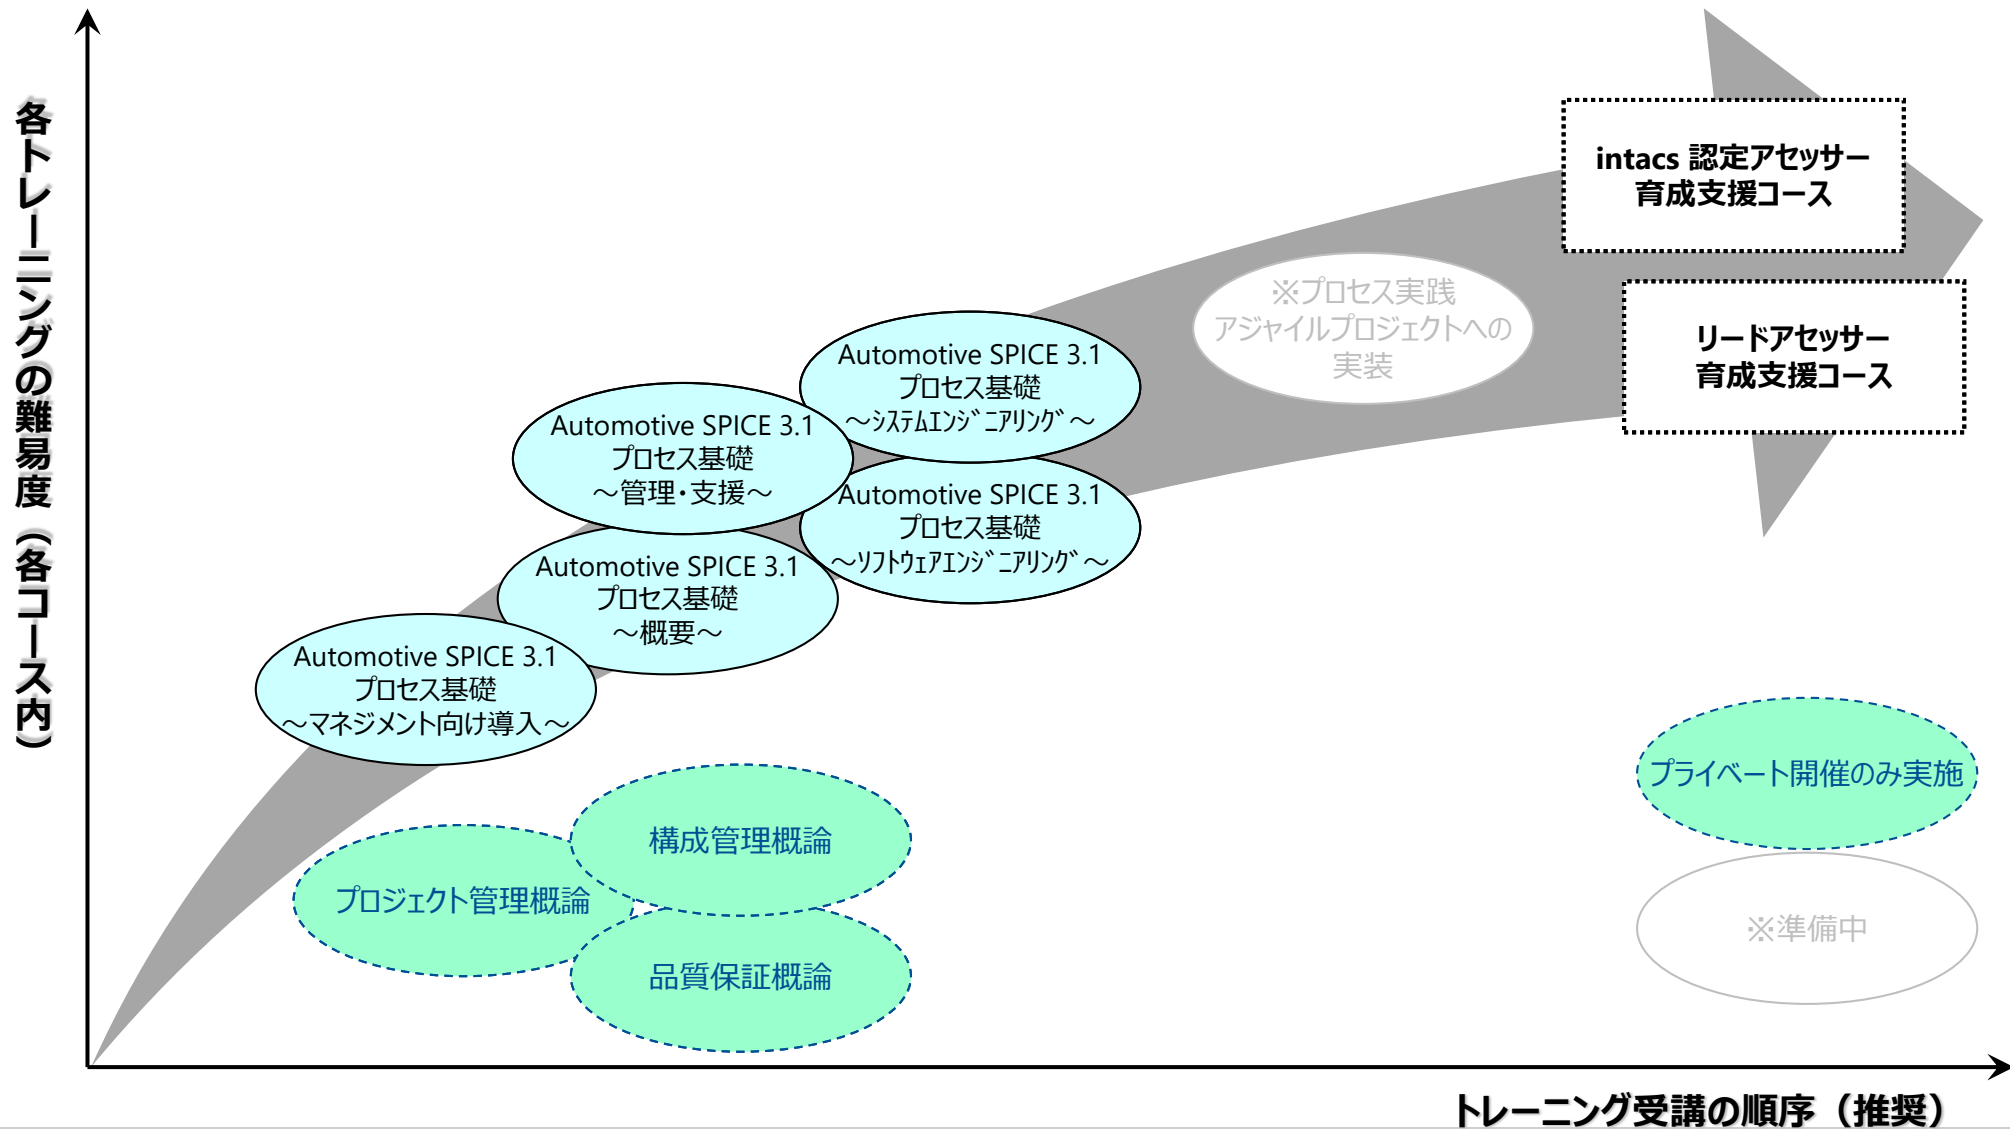 各トレーニングの難易度（各コース内）
intacs 認定アセッサー
育成支援コース
リードアセッサー
育成支援コース
※プロセス実践
アジャイルプロジェクトへの
実装
Automotive SPICE 3.1
プロセス基礎
～システムエンジニアリング～
Automotive SPICE 3.1
プロセス基礎
～管理・支援～
Automotive SPICE 3.1
プロセス基礎
～ソフトウェアエンジニアリング～
Automotive SPICE 3.1
プロセス基礎
～概要～
Automotive SPICE 3.1
プロセス基礎
～マネジメント向け導入～
プライベート開催のみ実施
構成管理概論
プロジェクト管理概論
※準備中
品質保証概論
トレーニング受講の順序（推奨）